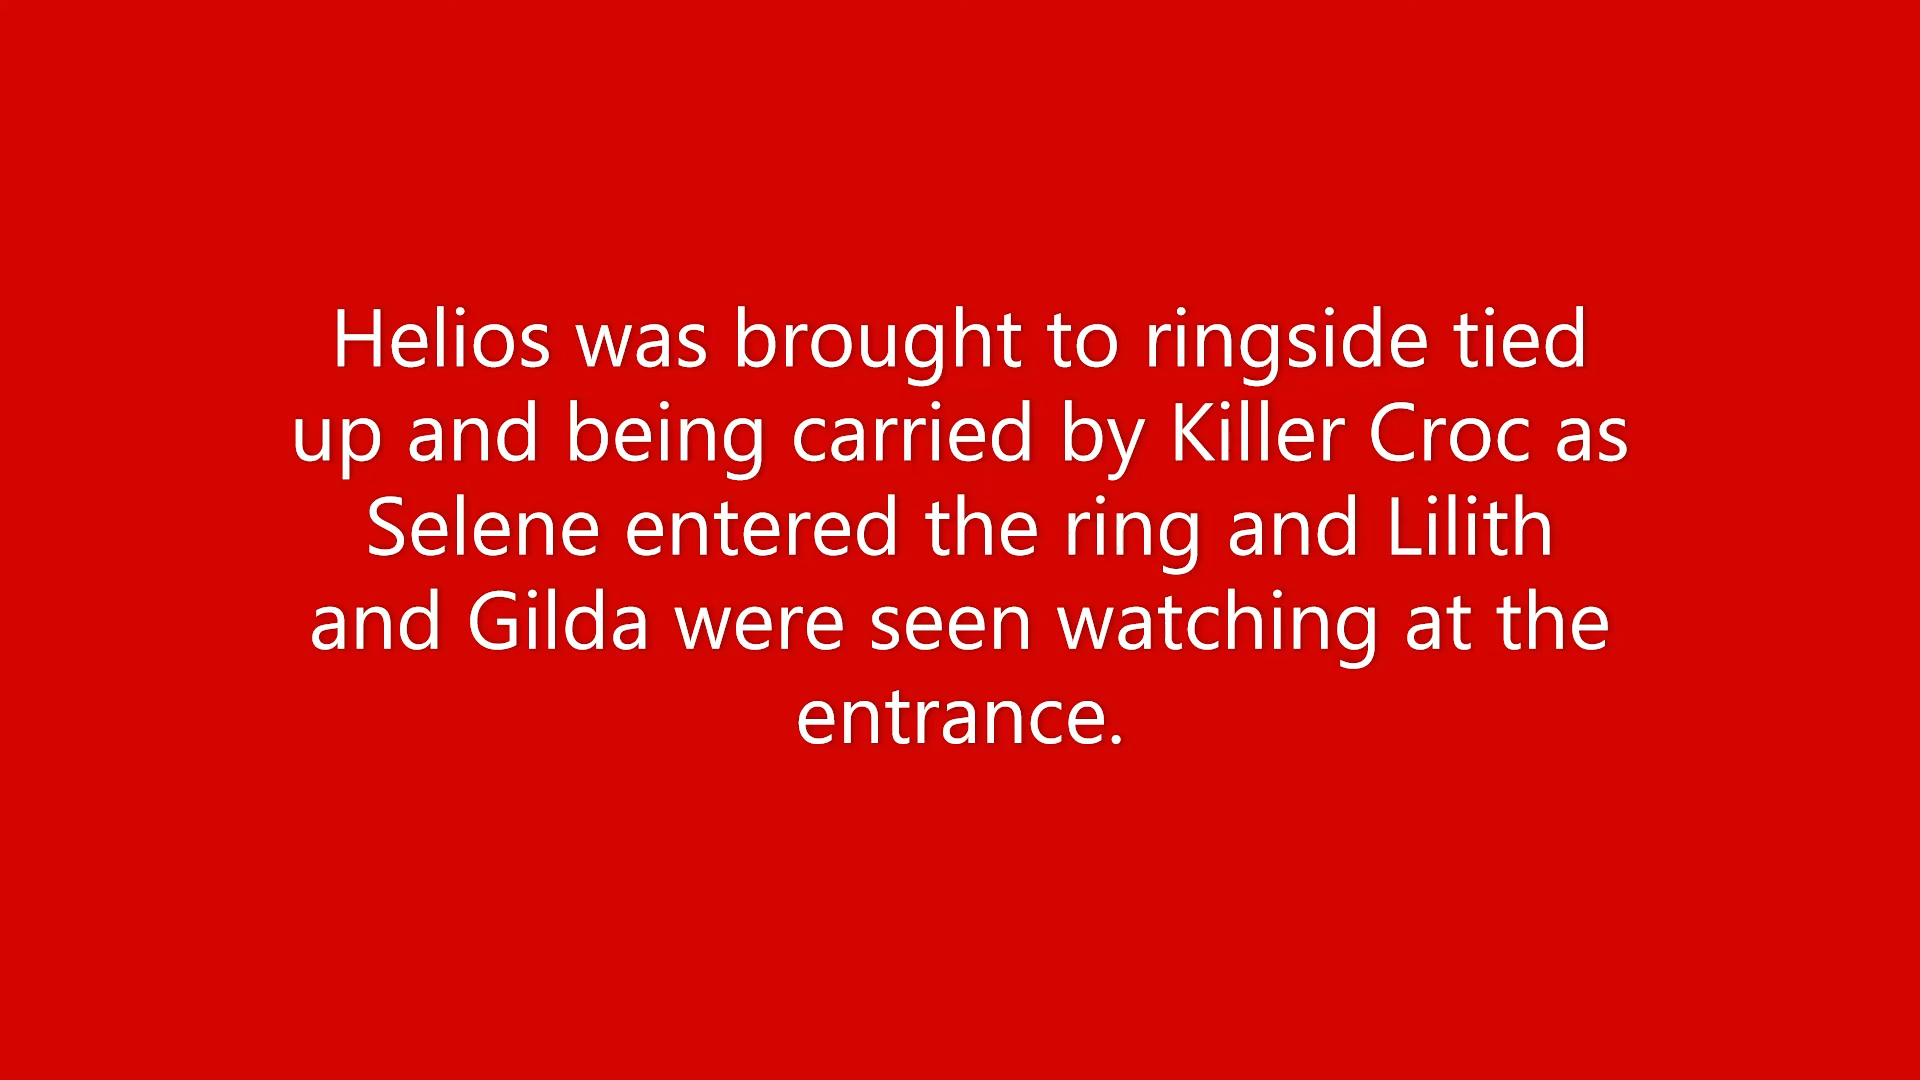 Helios was brought to ringside tied
up and being carried by Killer Croc as
Selene entered the ring and Lilith
and Gilda were seen watching at the
entrance.